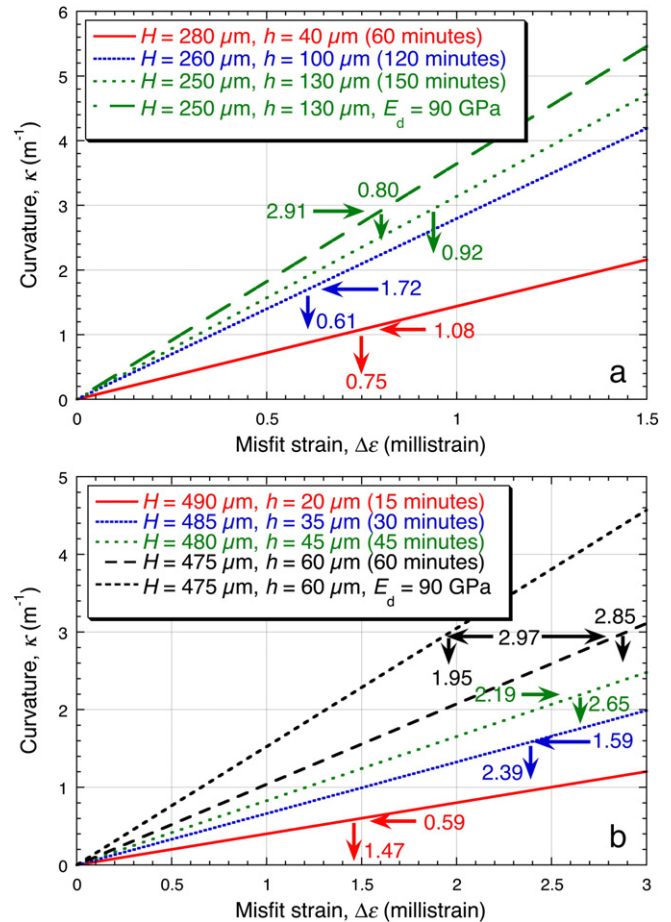 6
5
4
3
2
1
0
Curvature, κ (m⁻¹)
H = 280 µm, h = 40 µm (60 minutes)
H = 260 µm, h = 100 µm (120 minutes)
H = 250 µm, h = 130 µm (150 minutes)
H = 250 µm, h = 130 µm, E_d = 90 GPa
0.80
2.91
0.92
1.72
0.61
1.08
0.75
a
0 0.5 1 1.5
Misfit strain, Δε (millistrain)
5
4
3
2
1
0
Curvature, κ (m⁻¹)
H = 490 µm, h = 20 µm (15 minutes)
H = 485 µm, h = 35 µm (30 minutes)
H = 480 µm, h = 45 µm (45 minutes)
H = 475 µm, h = 60 µm (60 minutes)
H = 475 µm, h = 60 µm, E_d = 90 GPa
2.85
2.97
1.95
2.19
2.65
1.59
2.39
0.59
1.47
b
0 0.5 1 1.5 2 2.5 3
Misfit strain, Δε (millistrain)